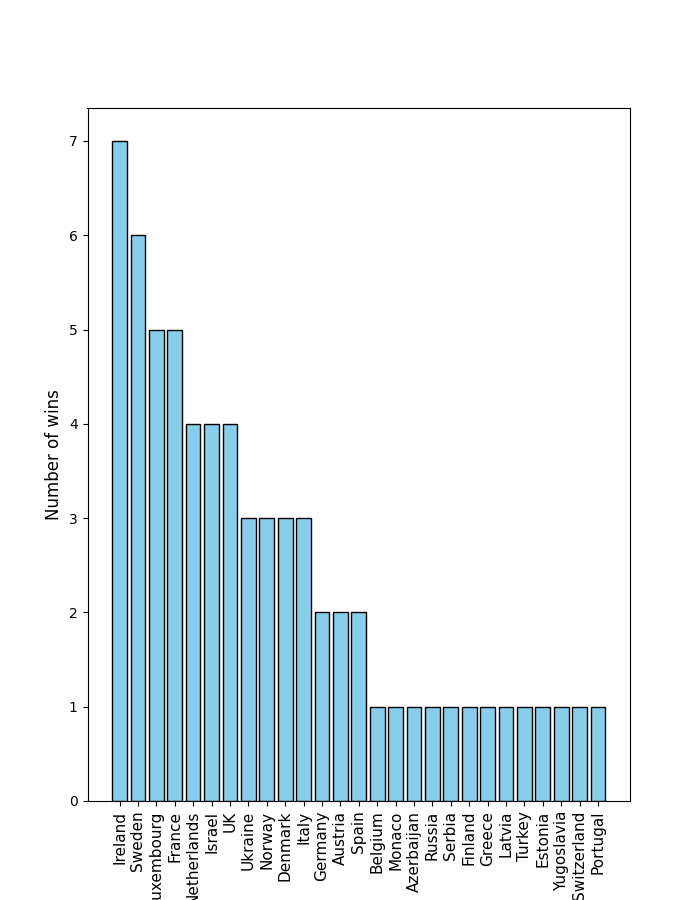 7
6
5
4
3
2
1
0
Number of wins
Ireland
Sweden
uxembourg
France
Netherlands
Israel
UK
Ukraine
Norway
Denmark
Italy
Germany
Austria
Spain
Belgium
Monaco
Azerbaijan
Russia
Serbia
Finland
Greece
Latvia
Turkey
Estonia
Yugoslavia
Switzerland
Portugal